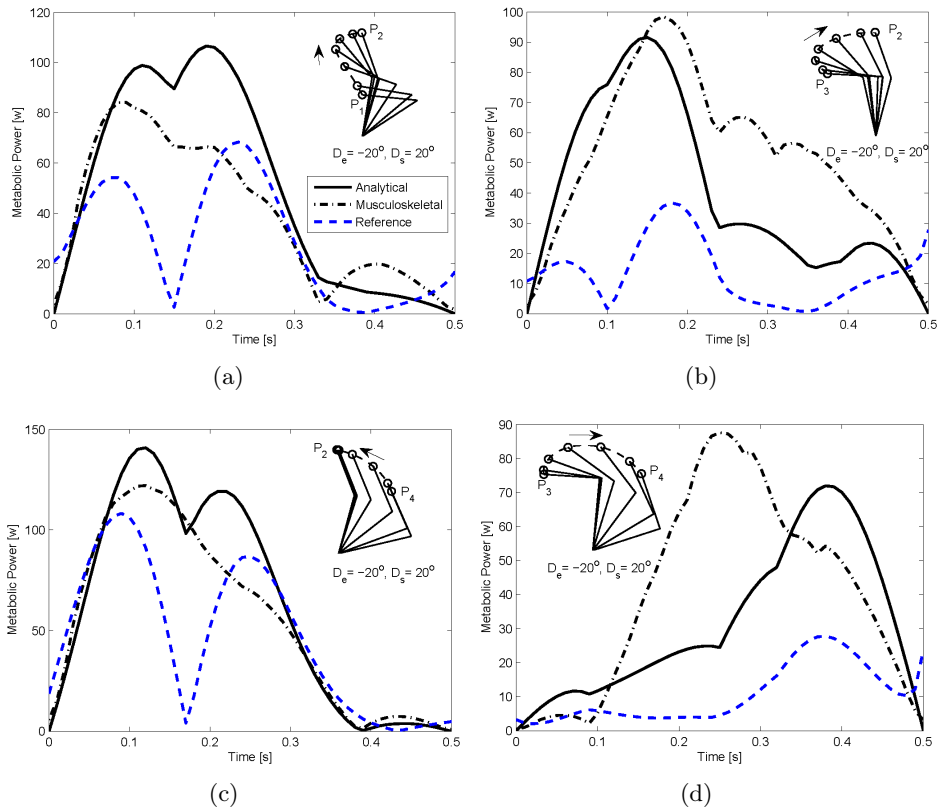 120
100
80
60
40
20
0
Metabolic Power [w]
0
0.1
0.2
0.3
0.4
0.5
Time [s]
P2
P1
De = −20°, Ds = 20°
Analytical
Musculoskeletal
Reference
(a)
100
90
80
70
60
50
40
30
20
10
0
Metabolic Power [w]
0
0.1
0.2
0.3
0.4
0.5
Time [s]
P2
P3
De = −20°, Ds = 20°
(b)
150
100
50
0
Metabolic Power [w]
0
0.1
0.2
0.3
0.4
0.5
Time [s]
P2
P4
De = −20°, Ds = 20°
(c)
90
80
70
60
50
40
30
20
10
0
Metabolic Power [w]
0
0.1
0.2
0.3
0.4
0.5
Time [s]
P3
P4
De = −20°, Ds = 20°
(d)